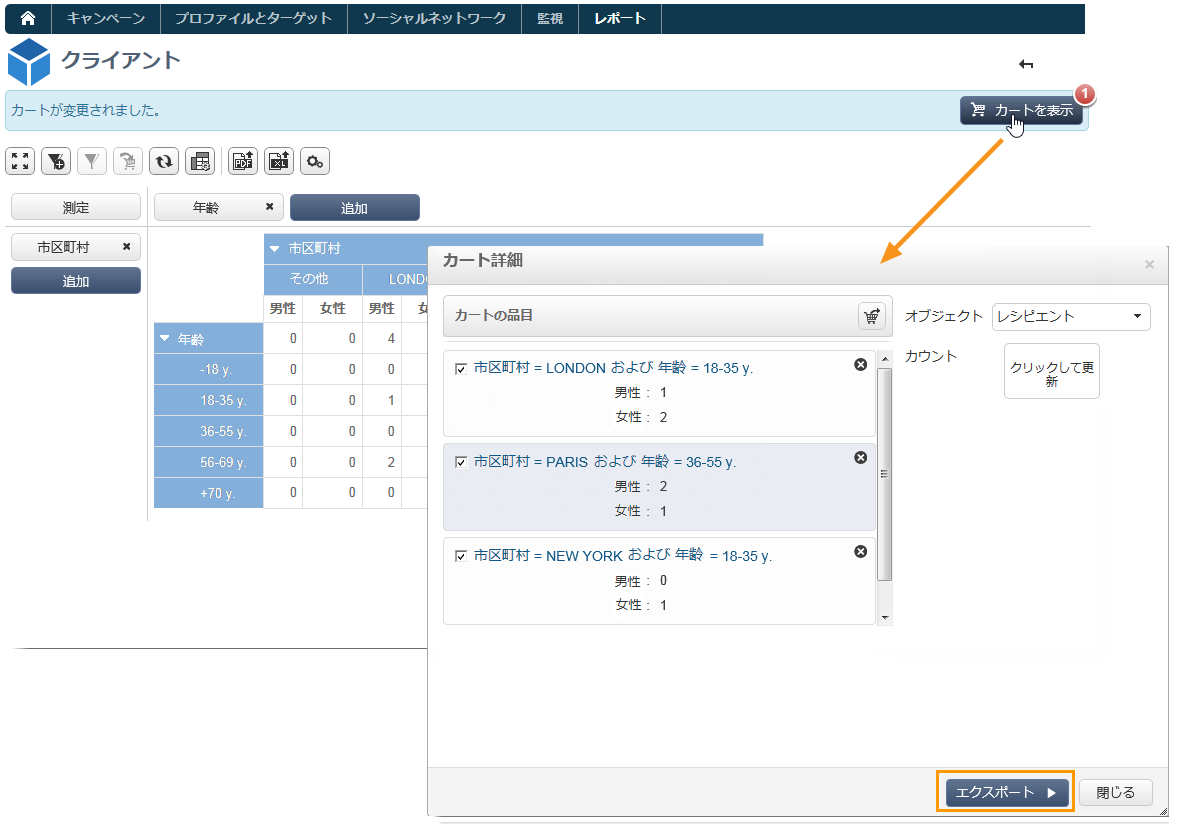 キャンペーン プロファイルとターゲット ソーシャルネットワーク 監視 レポート
クライアント
カートが変更されました。
カートを表示
1
PDF XL
測定 年齢 追加
市区町村
追加
市区町村
その他 LOND
男性 女性 男性
年齢 0 0 4
-18 y. 0 0 0
18-35 y. 0 0 1
36-55 y. 0 0 0
56-69 y. 0 0 2
+70 y. 0 0 0
カート詳細
カートの品目
市区町村 = LONDON および 年齢 = 18-35 y.
男性 : 1
女性 : 2
市区町村 = PARIS および 年齢 = 36-55 y.
男性 : 2
女性 : 1
市区町村 = NEW YORK および 年齢 = 18-35 y.
男性 : 0
女性 : 1
オブジェクト レシピエント
カウント
クリックして更
新
エクスポート
閉じる